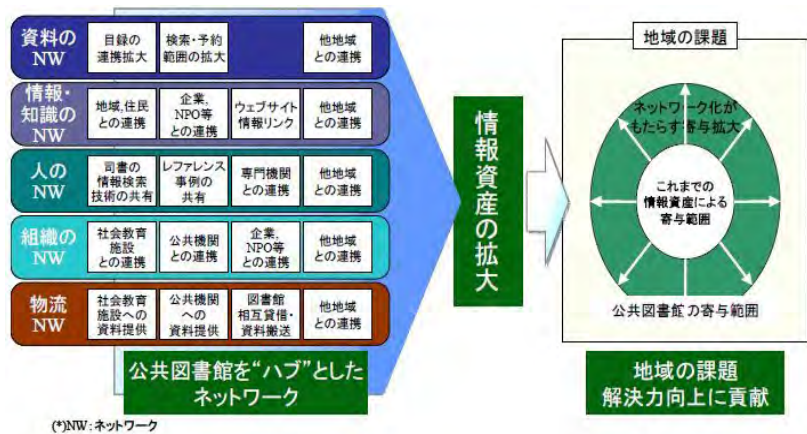 資料の
NW
目録の
連携拡大
検索・予約
範囲の拡大
他地域
との連携
情報・
知識の
NW
地域,住民
との連携
企業,
NPO等
との連携
ウェブサイト
情報リンク
他地域
との連携
人の
NW
司書の
情報検索
技術の共有
レファレンス
事例の
共有
専門機関
との連携
他地域
との連携
組織の
NW
社会教育
施設
との連携
公共機関
との連携
企業,
NPO等
との連携
他地域
との連携
物流
NW
社会教育
施設への
資料提供
公共機関
への
資料提供
図書館
相互貸借・
資料搬送
他地域
との連携
公共図書館を“ハブ”とした
ネットワーク
(*)NW:ネットワーク
情報資産の拡大
地域の課題
ネットワーク化が
もたらす寄与拡大
これまでの
情報資産による
寄与範囲
公共図書館の寄与範囲
地域の課題
解決力向上に貢献